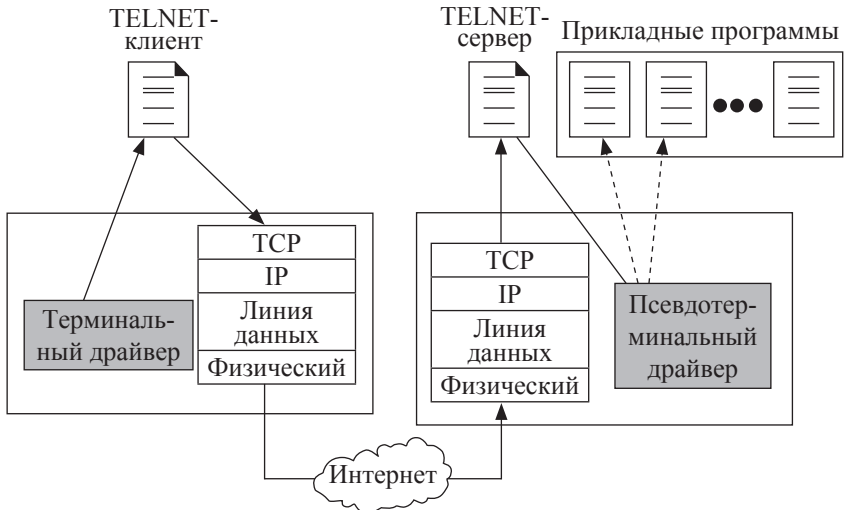 TELNET-
клиент
TELNET-
сервер
Прикладные программы
TCP
IP
Линия
данных
Физический
Терминаль-
ный драйвер
TCP
IP
Линия
данных
Физический
Псевдотер-
минальный
драйвер
Интернет